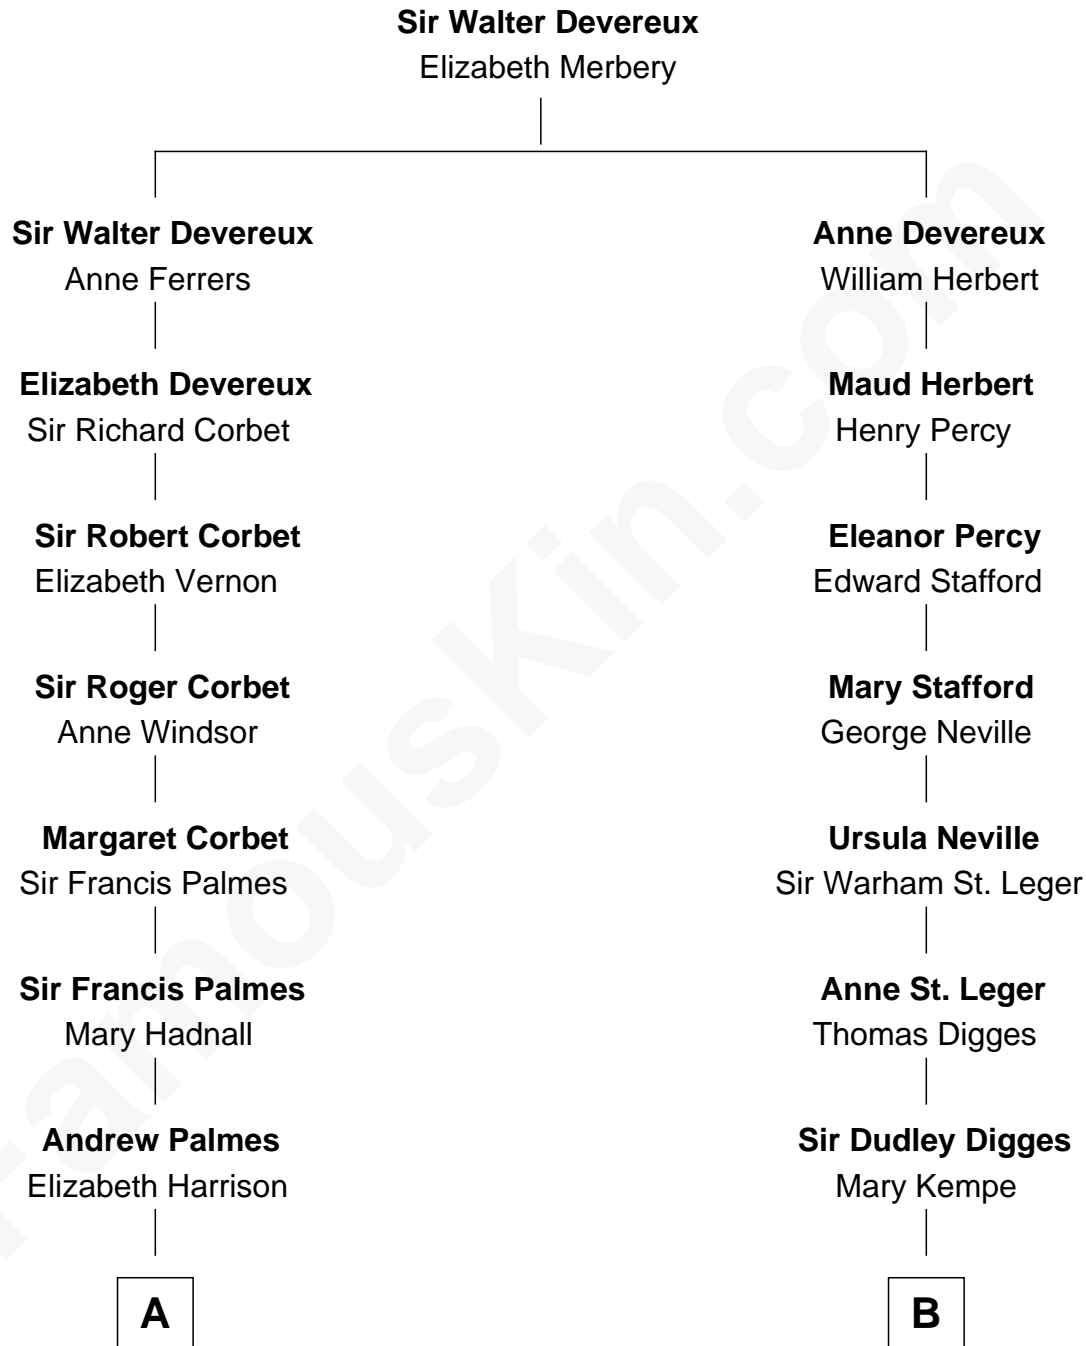 Sir Walter Devereux
Elizabeth Merbery
Sir Walter Devereux
Anne Ferrers
Anne Devereux
William Herbert
Elizabeth Devereux
Sir Richard Corbet
Maud Herbert
Henry Percy
Sir Robert Corbet
Elizabeth Vernon
Eleanor Percy
Edward Stafford
Sir Roger Corbet
Anne Windsor
Mary Stafford
George Neville
Margaret Corbet
Sir Francis Palmes
Ursula Neville
Sir Warham St. Leger
Sir Francis Palmes
Mary Hadnall
Anne St. Leger
Thomas Digges
Andrew Palmes
Elizabeth Harrison
Sir Dudley Digges
Mary Kempe
A
B
FamousKin.com